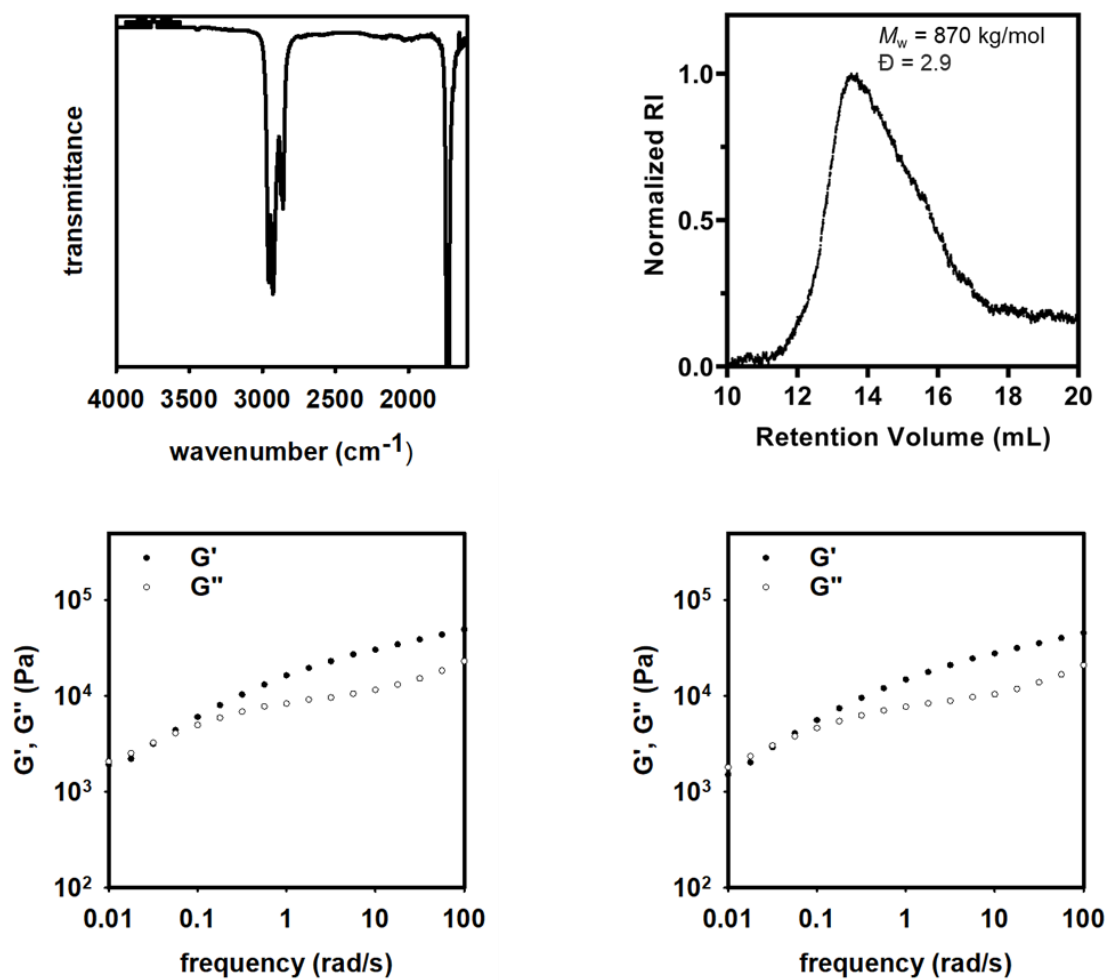 transmittance
4000 3500 3000 2500 2000
wavenumber (cm-1)
Mw = 870 kg/mol
Đ = 2.9
Normalized RI
1.0
0.5
0.0
10 12 14 16 18 20
Retention Volume (mL)
G'
G"
G', G" (Pa)
10^5
10^4
10^3
10^2
0.01 0.1 1 10 100
frequency (rad/s)
G'
G"
G', G" (Pa)
10^5
10^4
10^3
10^2
0.01 0.1 1 10 100
frequency (rad/s)